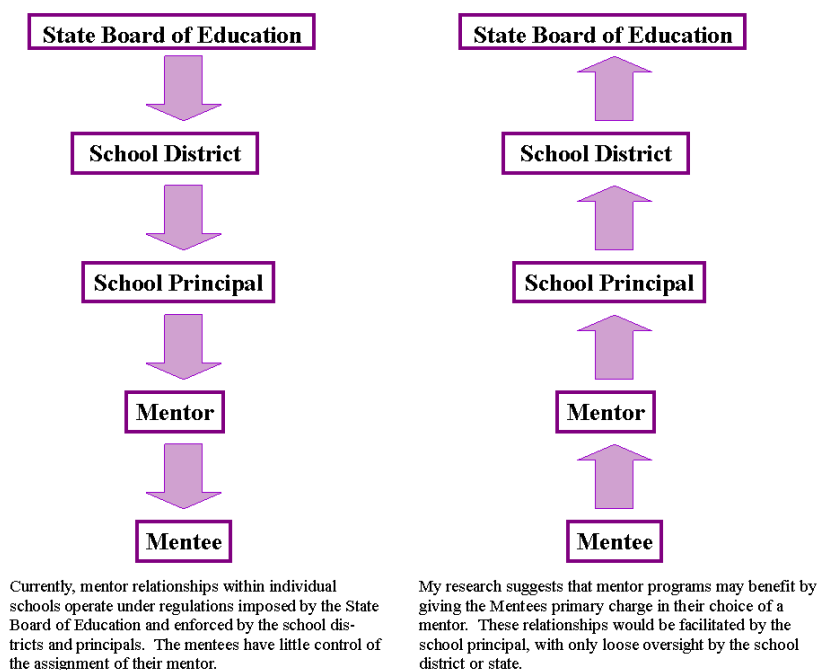 State Board of Education
School District
School Principal
Mentor
Mentee
Currently, mentor relationships within individual
schools operate under regulations imposed by the State
Board of Education and enforced by the school dis-
tricts and principals.  The mentees have little control of
the assignment of their mentor.
State Board of Education
School District
School Principal
Mentor
Mentee
My research suggests that mentor programs may benefit by
giving the Mentees primary charge in their choice of a
mentor.  These relationships would be facilitated by the
school principal, with only loose oversight by the school
district or state.